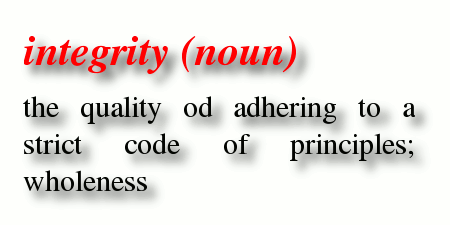 integrity (noun)
the quality od adhering to a
strict code of principles;
wholeness